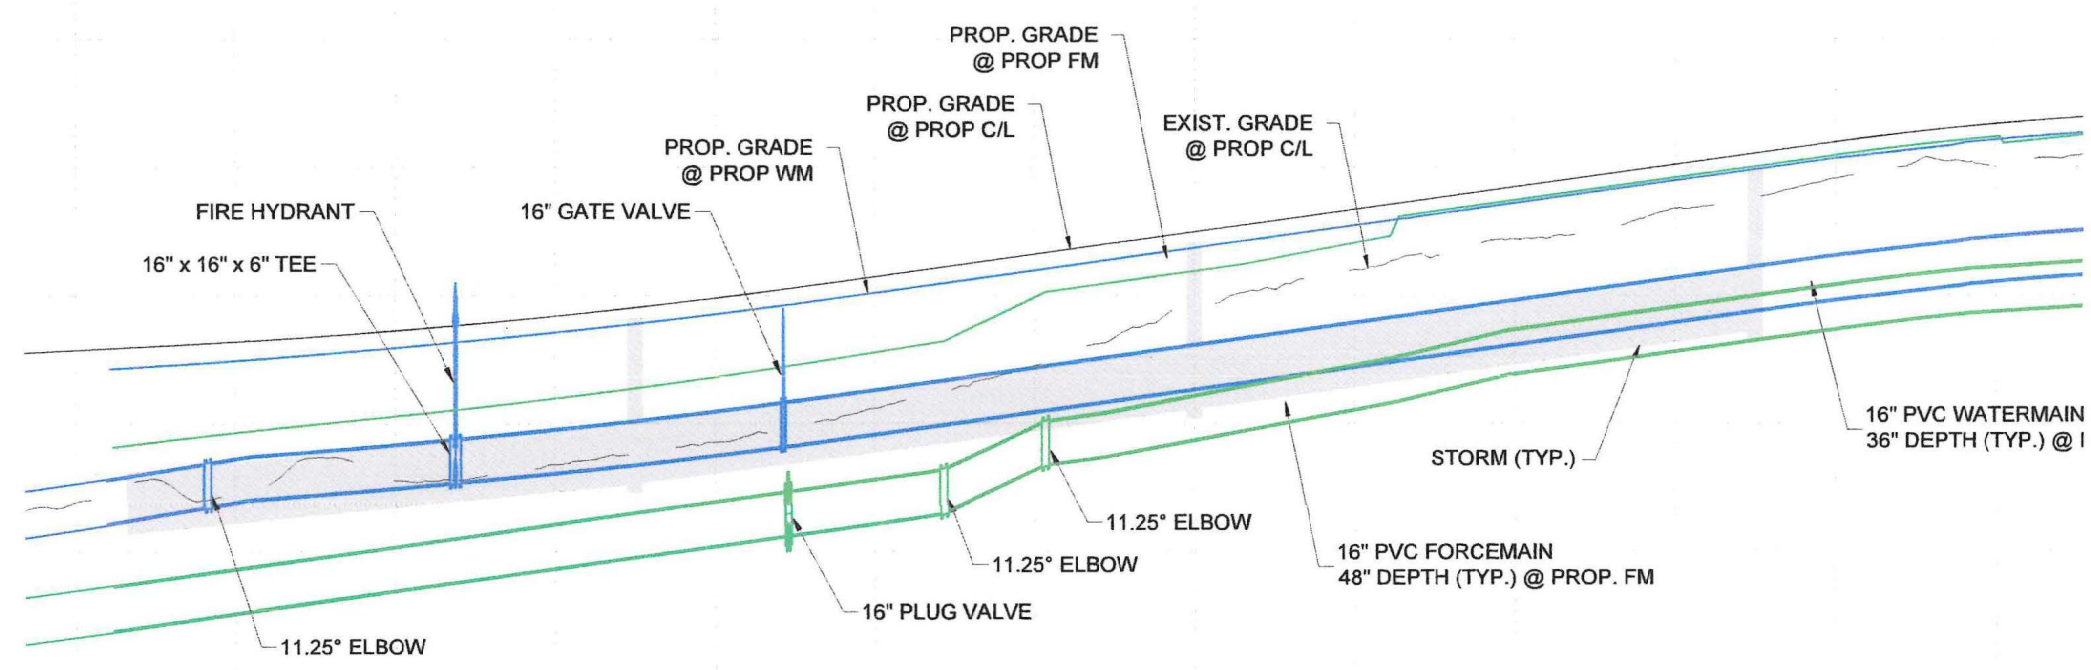 PROP. GRADE
@ PROP FM
PROP. GRADE
@ PROP C/L
EXIST. GRADE
@ PROP C/L
PROP. GRADE
@ PROP WM
FIRE HYDRANT
16" GATE VALVE
16" x 16" x 6" TEE
16" PVC WATERMAIN
36" DEPTH (TYP.) @
STORM (TYP.)
11.25° ELBOW
11.25° ELBOW
16" PVC FORCEMAIN
48" DEPTH (TYP.) @ PROP. FM
16" PLUG VALVE
11.25° ELBOW